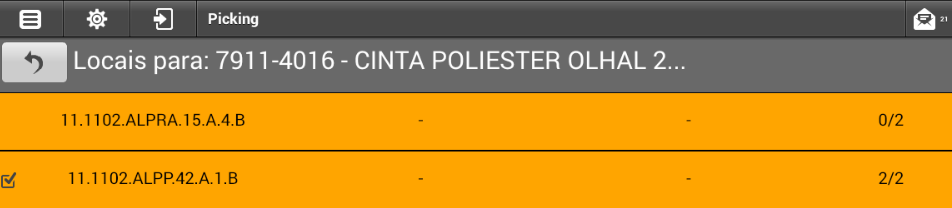 Picking
21
Locais para: 7911-4016 - CINTA POLIESTER OLHAL 2...
11.1102.ALPRA.15.A.4.B - - 0/2
11.1102.ALPP.42.A.1.B - - 2/2